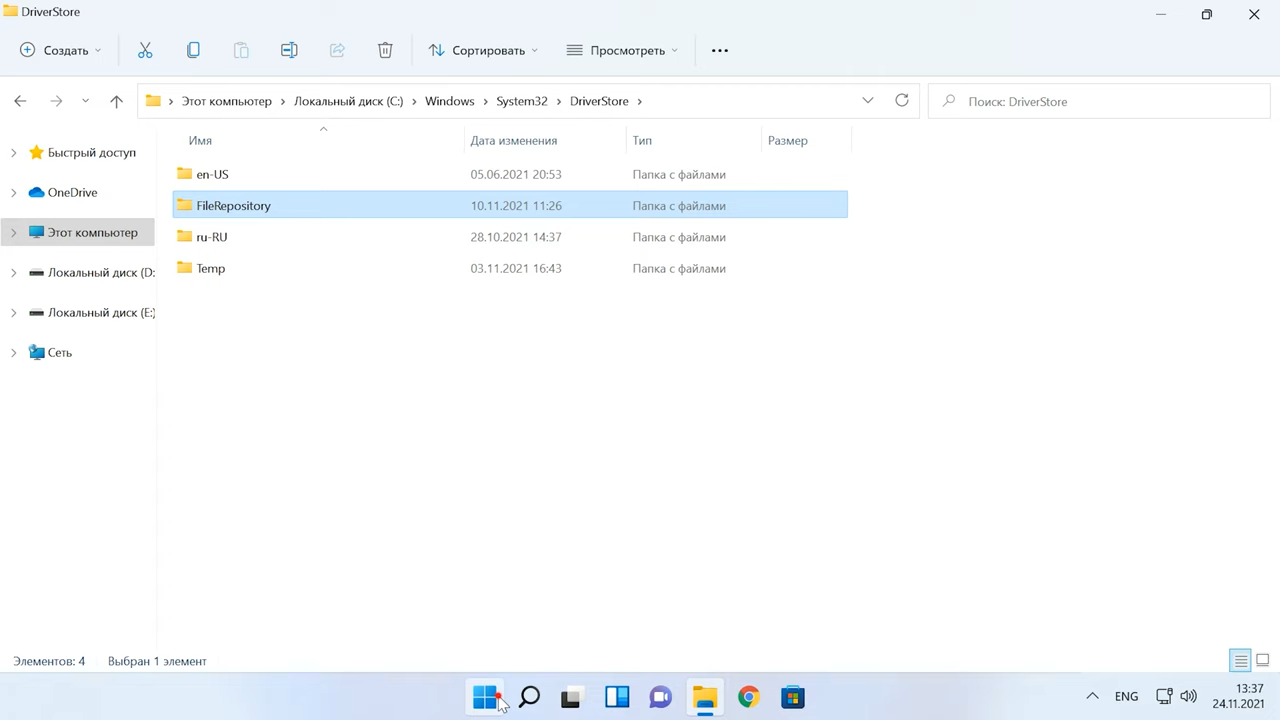 DriverStore
Создать
Сортировать
Просмотреть
Этот компьютер
Локальный диск (C:)
Windows
System32
DriverStore
Поиск: DriverStore
Имя
Дата изменения
Тип
Размер
Быстрый доступ
OneDrive
Этот компьютер
Локальный диск (D:
Локальный диск (E:)
Сеть
en-US
05.06.2021 20:53
Папка с файлами
FileRepository
10.11.2021 11:26
Папка с файлами
ru-RU
28.10.2021 14:37
Папка с файлами
Temp
03.11.2021 16:43
Папка с файлами
Элементов: 4
Выбран 1 элемент
ENG
13:37
24.11.2021